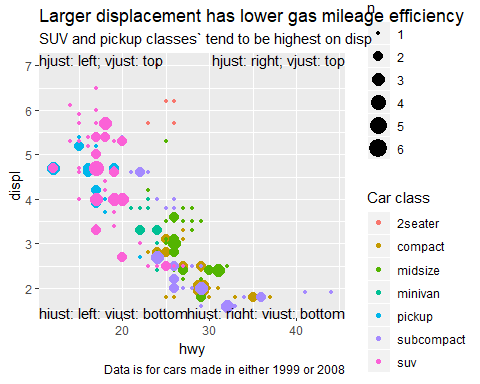 Larger displacement has lower gas mileage efficiency
SUV and pickup classes` tend to be highest on disp
n
1
2
3
4
5
6
hjust: left; vjust: top
hjust: right; vjust: top
7
6
5
4
3
2
displ
hjust: left; vjust: bottom
hjust: right; vjust: bottom
20
30
40
hwy
Data is for cars made in either 1999 or 2008
Car class
2seater
compact
midsize
minivan
pickup
subcompact
suv